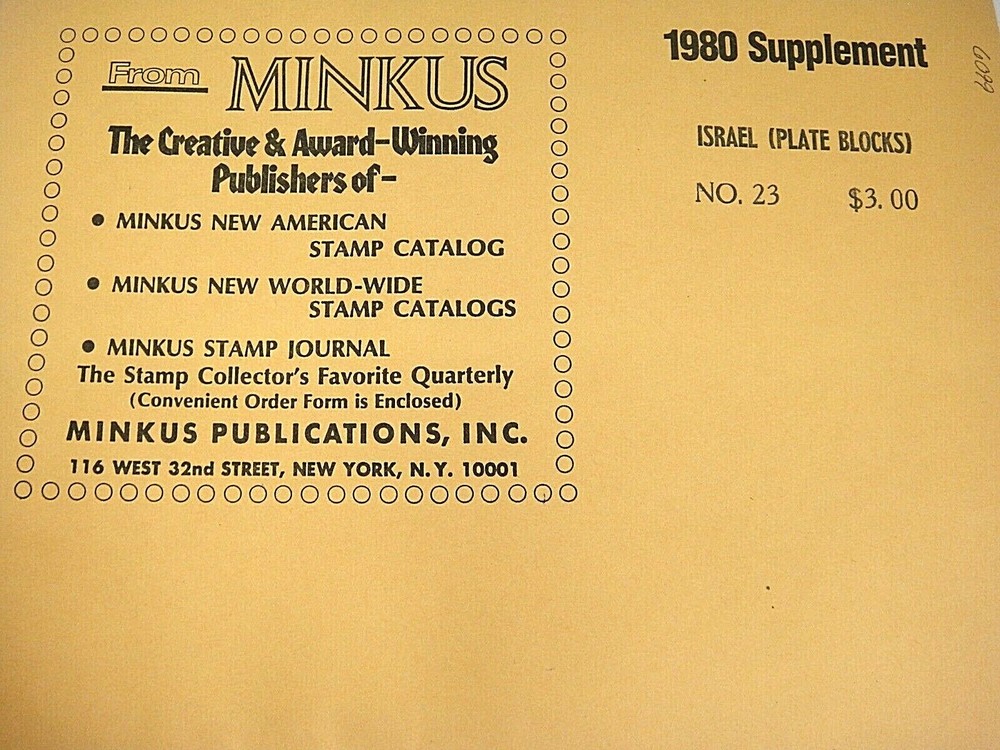 From MINKUS
The Creative & Award-Winning
Publishers of-
• MINKUS NEW AMERICAN
STAMP CATALOG
• MINKUS NEW WORLD-WIDE
STAMP CATALOGS
• MINKUS STAMP JOURNAL
The Stamp Collector's Favorite Quarterly
(Convenient Order Form is Enclosed)
MINKUS PUBLICATIONS, INC.
116 WEST 32nd STREET, NEW YORK, N.Y. 10001
1980 Supplement
ISRAEL (PLATE BLOCKS)
NO. 23 $3.00